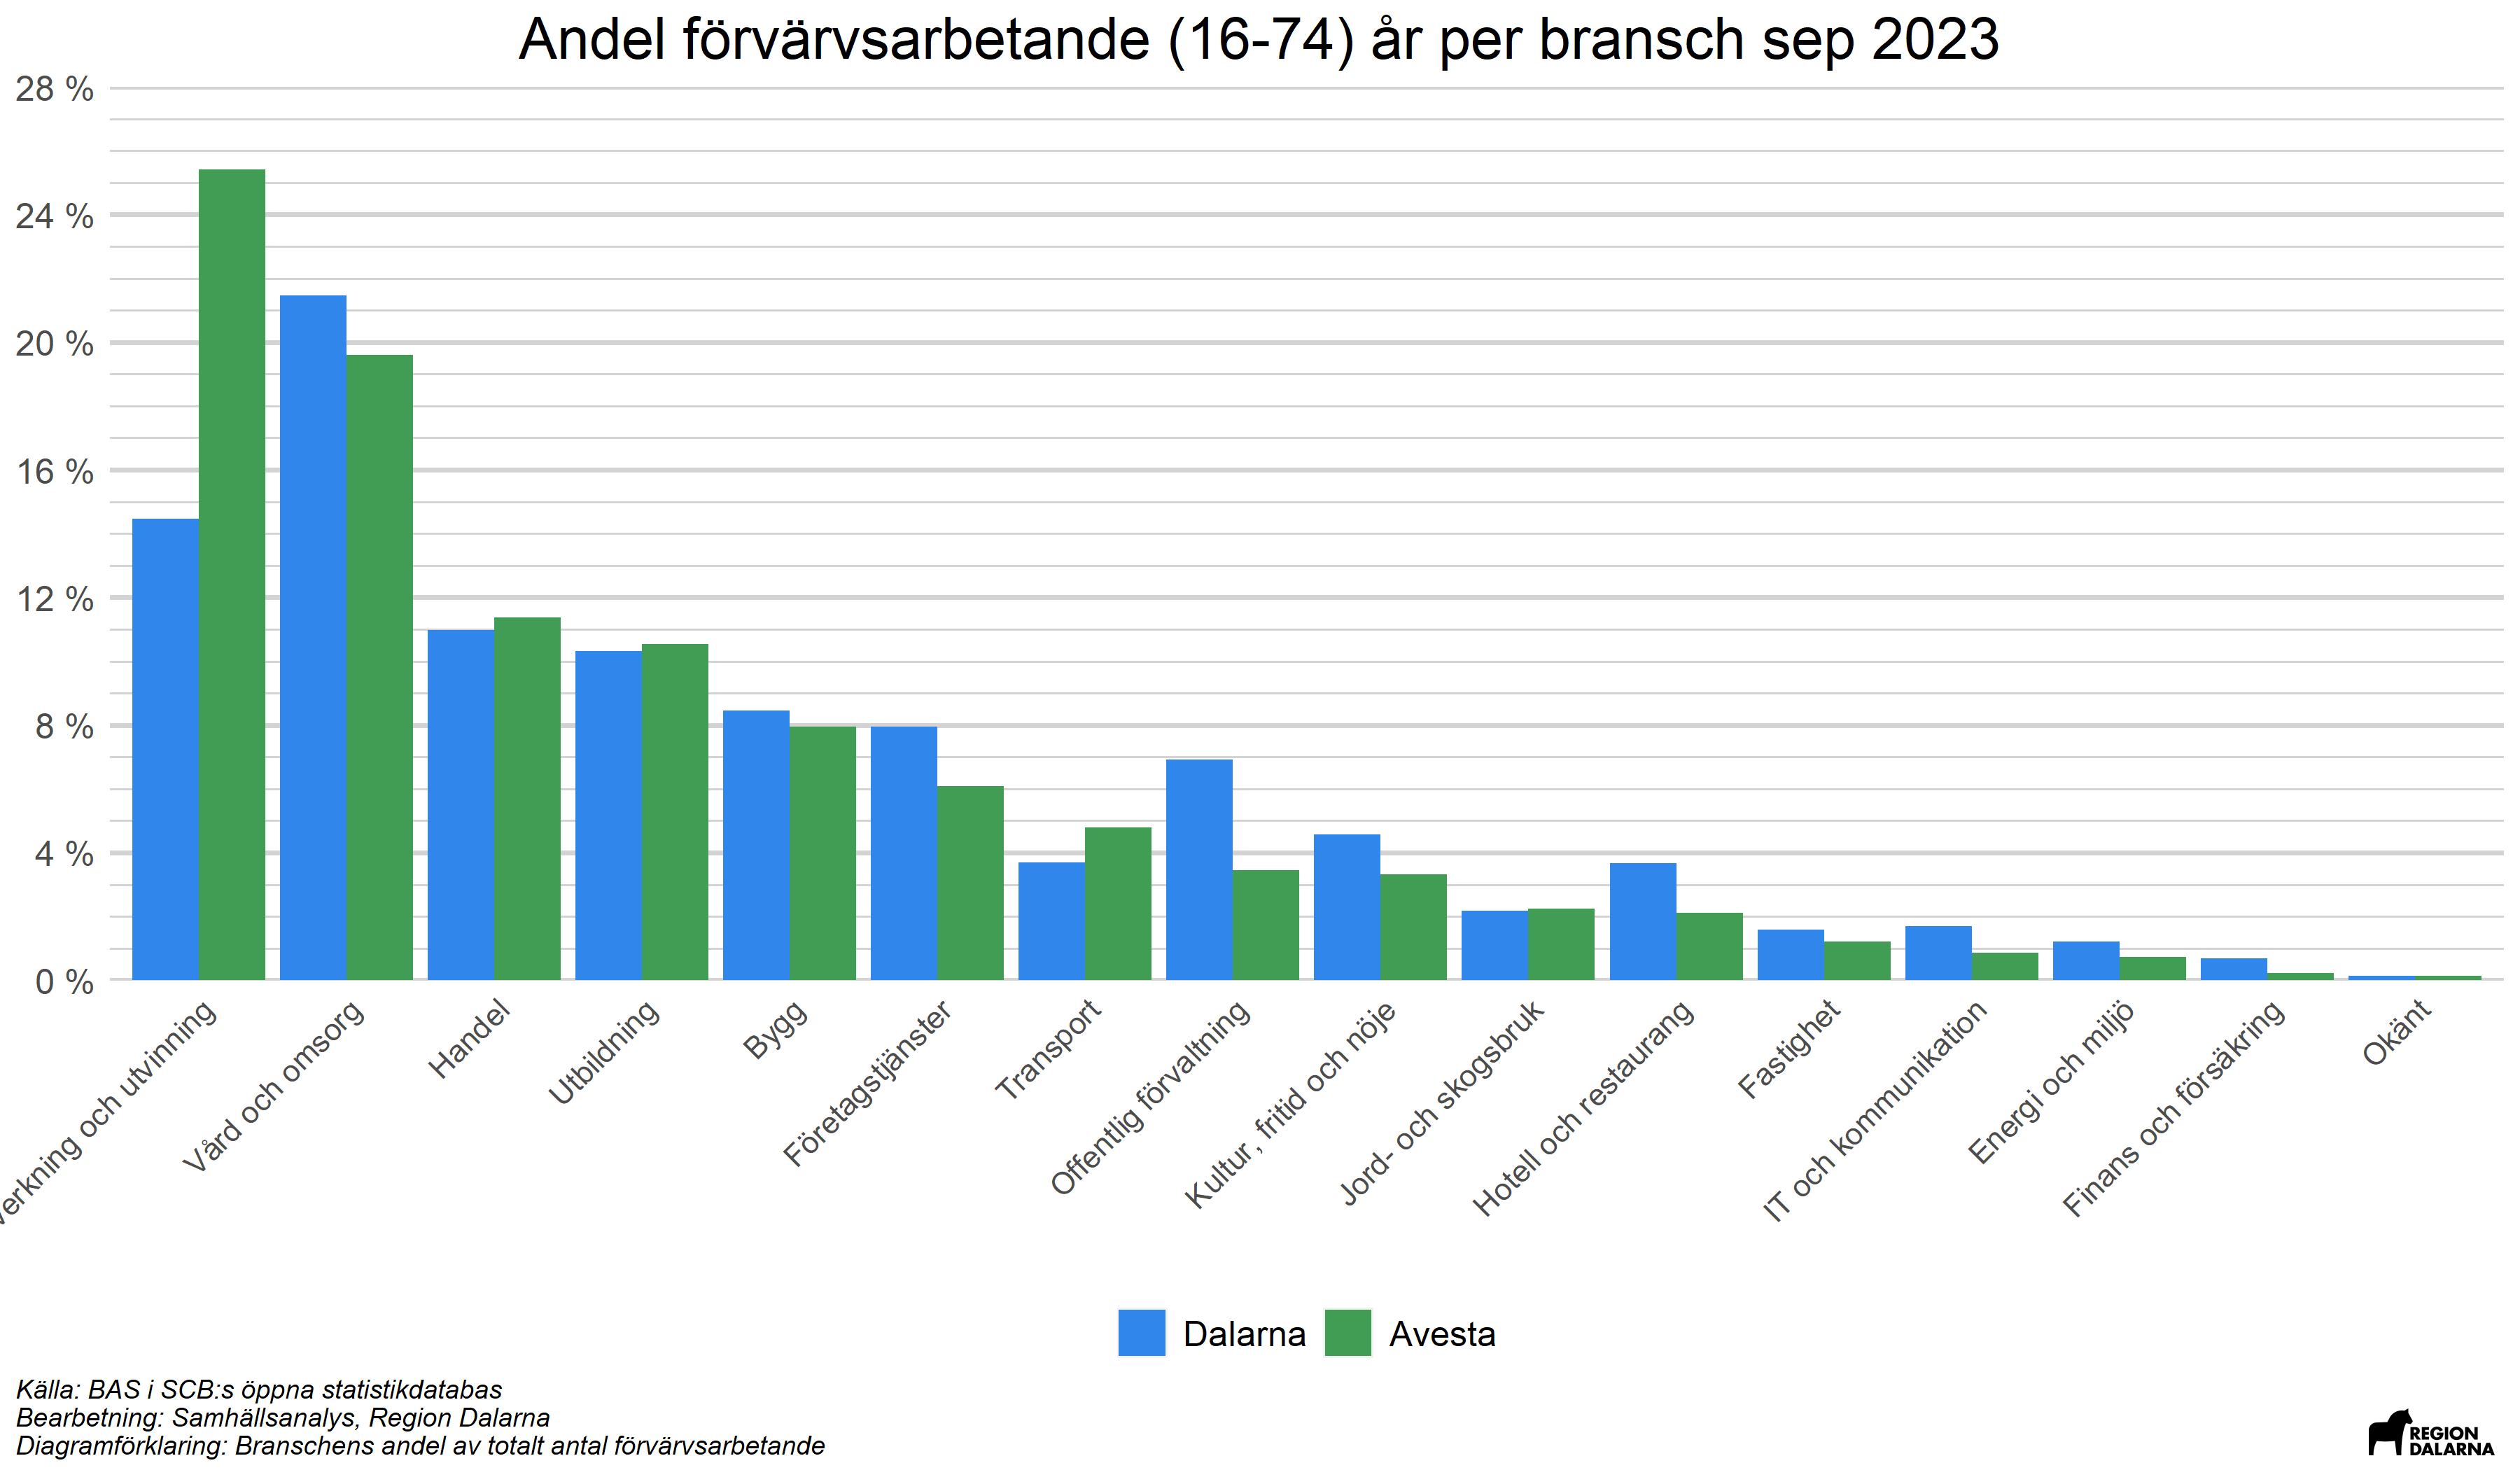 Andel förvärvsarbetande (16-74) år per bransch sep 2023
28 %
24 %
20 %
16 %
12 %
8 %
4 %
0 %
och utvinning
Vård och omsorg
Handel
Utbildning
Bygg
Företagstjänster
Transport
Offentlig förvaltning
Kultur, fritid och nöje
Jord- och skogsbruk
Hotell och restaurang
Fastighet
IT och kommunikation
Energi och miljö
Finans och försäkring
Okänt
Dalarna
Avesta
Källa: BAS i SCB:s öppna statistikdatabas
Bearbetning: Samhällsanalys, Region Dalarna
Diagramförklaring: Branschens andel av totalt antal förvärvsarbetande
REGION
DALARNA